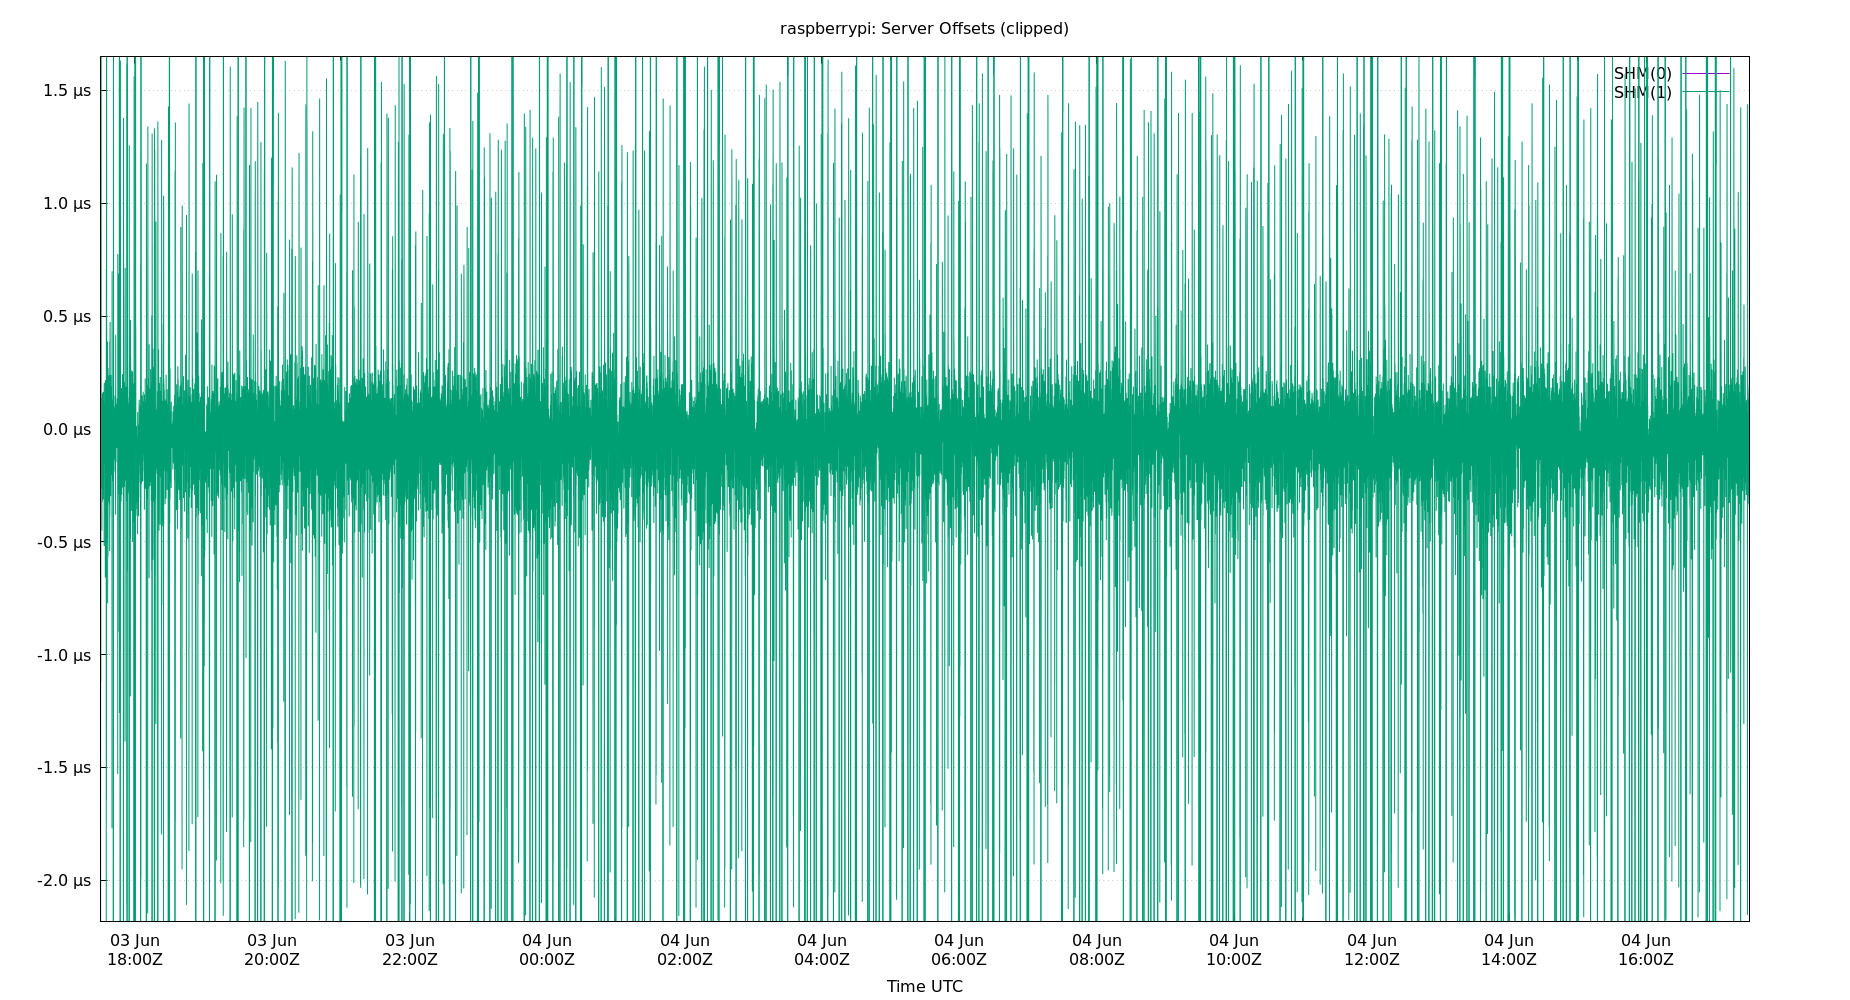 raspberrypi: Server Offsets (clipped)
SHM(0)
SHM(1)
1.5 µs
1.0 µs
0.5 µs
0.0 µs
-0.5 µs
-1.0 µs
-1.5 µs
-2.0 µs
03 Jun 03 Jun 03 Jun 04 Jun 04 Jun 04 Jun 04 Jun 04 Jun 04 Jun 04 Jun 04 Jun 04 Jun
18:00Z 20:00Z 22:00Z 00:00Z 02:00Z 04:00Z 06:00Z 08:00Z 10:00Z 12:00Z 14:00Z 16:00Z
Time UTC